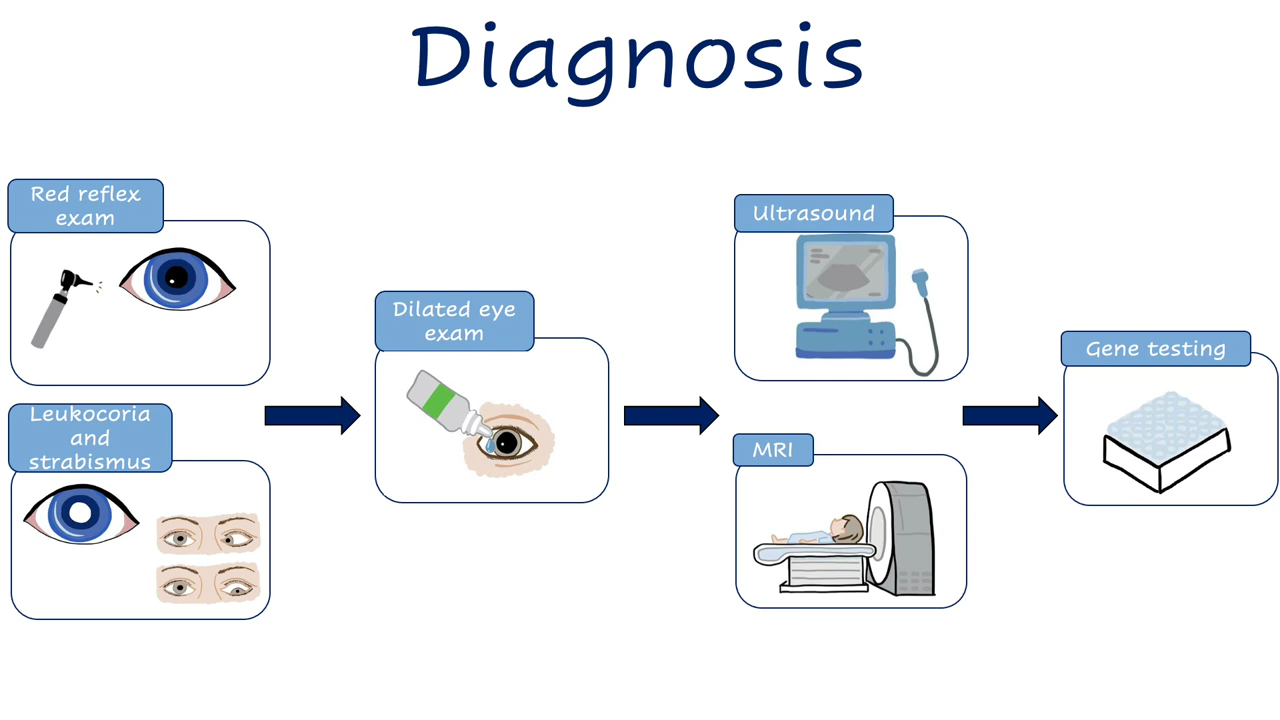 Diagnosis
Red reflex
exam
Leukocoria
and
strabismus
Dilated eye
exam
Ultrasound
MRI
Gene testing